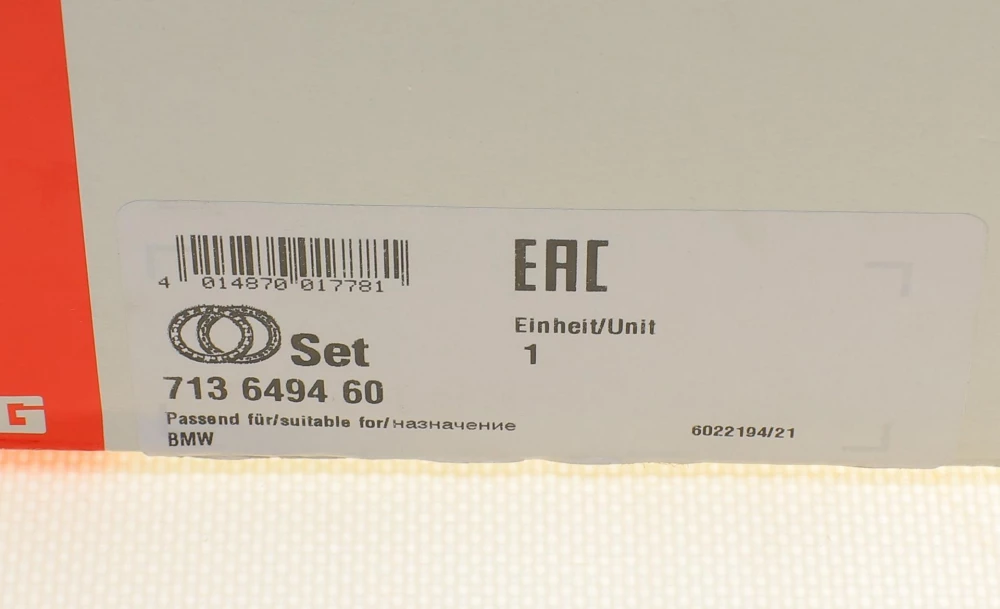 4 014870 017781
EAC
Set
Einheit/Unit
1
713 6494 60
Passend für/suitable for/назначение
BMW
6022194/21
G